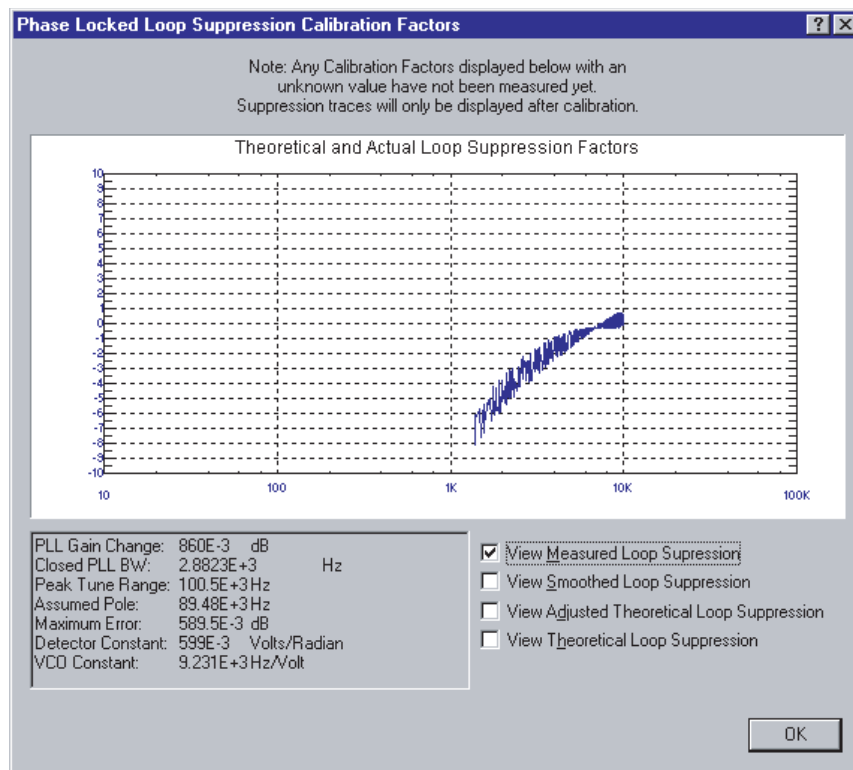 Phase Locked Loop Suppression Calibration Factors
Note: Any Calibration Factors displayed below with an
unknown value have not been measured yet.
Suppression traces will only be displayed after calibration.
Theoretical and Actual Loop Suppression Factors
10
9
8
7
6
5
4
3
2
1
0
-1
-2
-3
-4
-5
-6
-7
-8
-9
-10
10 100 1K 10K 100K
PLL Gain Change: 860E-3 dB
Closed PLL BW: 2.8823E+3 Hz
Peak Tune Range: 100.5E+3 Hz
Assumed Pole: 89.48E+3 Hz
Maximum Error: 589.5E-3 dB
Detector Constant: 599E-3 Volts/Radian
VCO Constant: 9.231E+3 Hz/Volt
View Measured Loop Supression
View Smoothed Loop Suppression
View Adjusted Theoretical Loop Suppression
View Theoretical Loop Suppression
OK